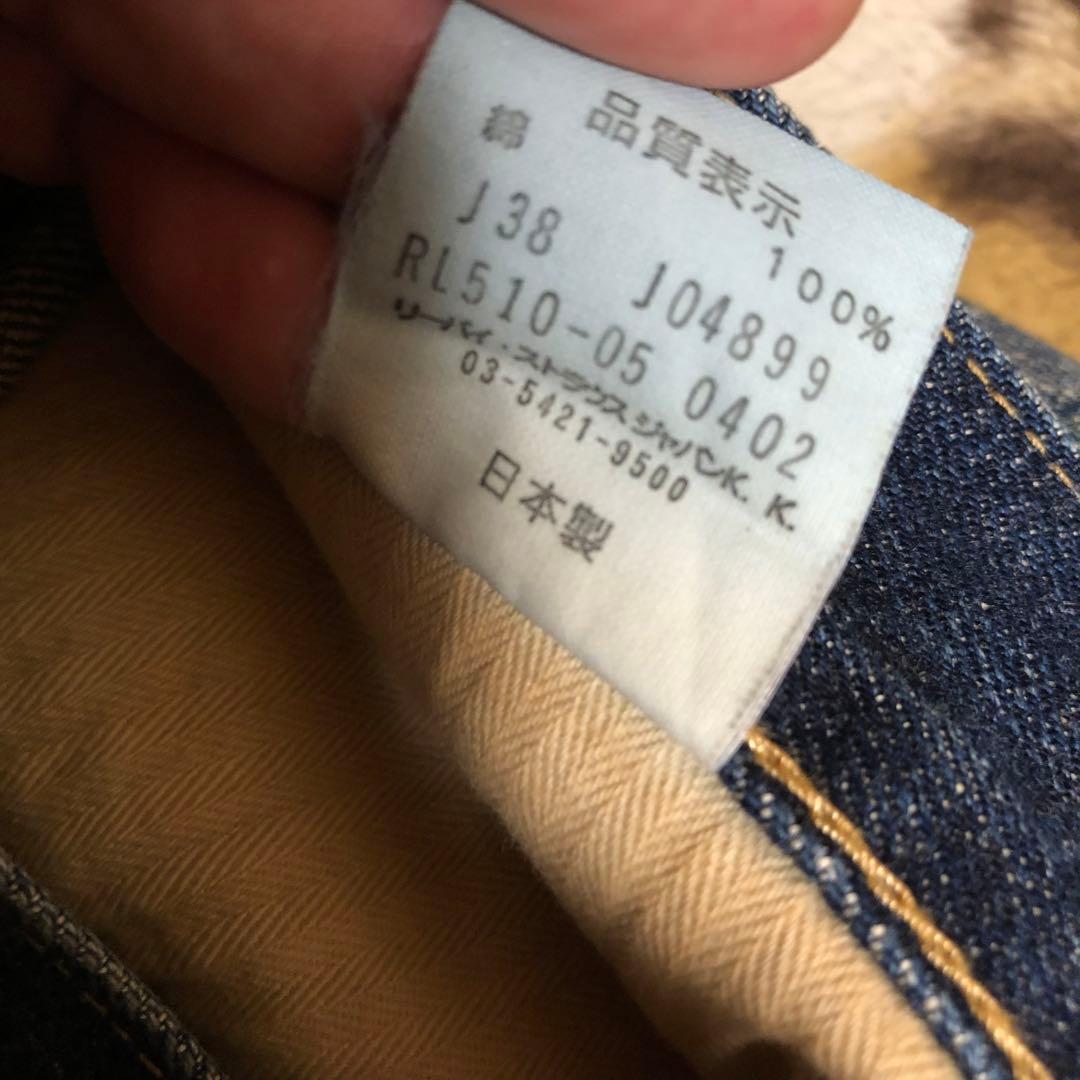 品質表示
綿 100%
J38 J04899
RL510-05 0402
リーバイ・ストラウスジャパンK.K.
03-5421-9500
日本製